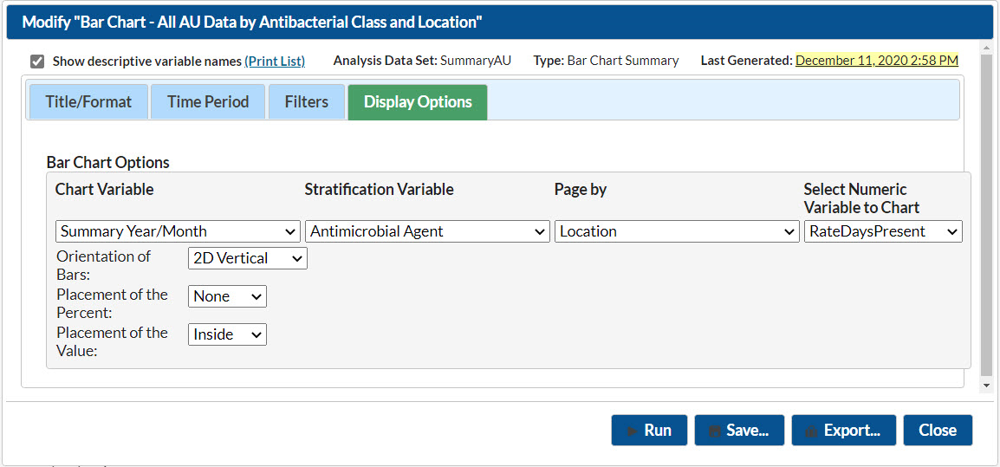 Modify "Bar Chart - All AU Data by Antibacterial Class and Location"
Show descriptive variable names (Print List) Analysis Data Set: SummaryAU Type: Bar Chart Summary Last Generated: December 11, 2020 2:58 PM
Title/Format Time Period Filters Display Options
Bar Chart Options
Chart Variable Stratification Variable Page by Select Numeric
Variable to Chart
Summary Year/Month Antimicrobial Agent Location RateDaysPresent
Orientation of 2D Vertical
Bars:
Placement of the None
Percent:
Placement of the Inside
Value:
Run Save... Export... Close